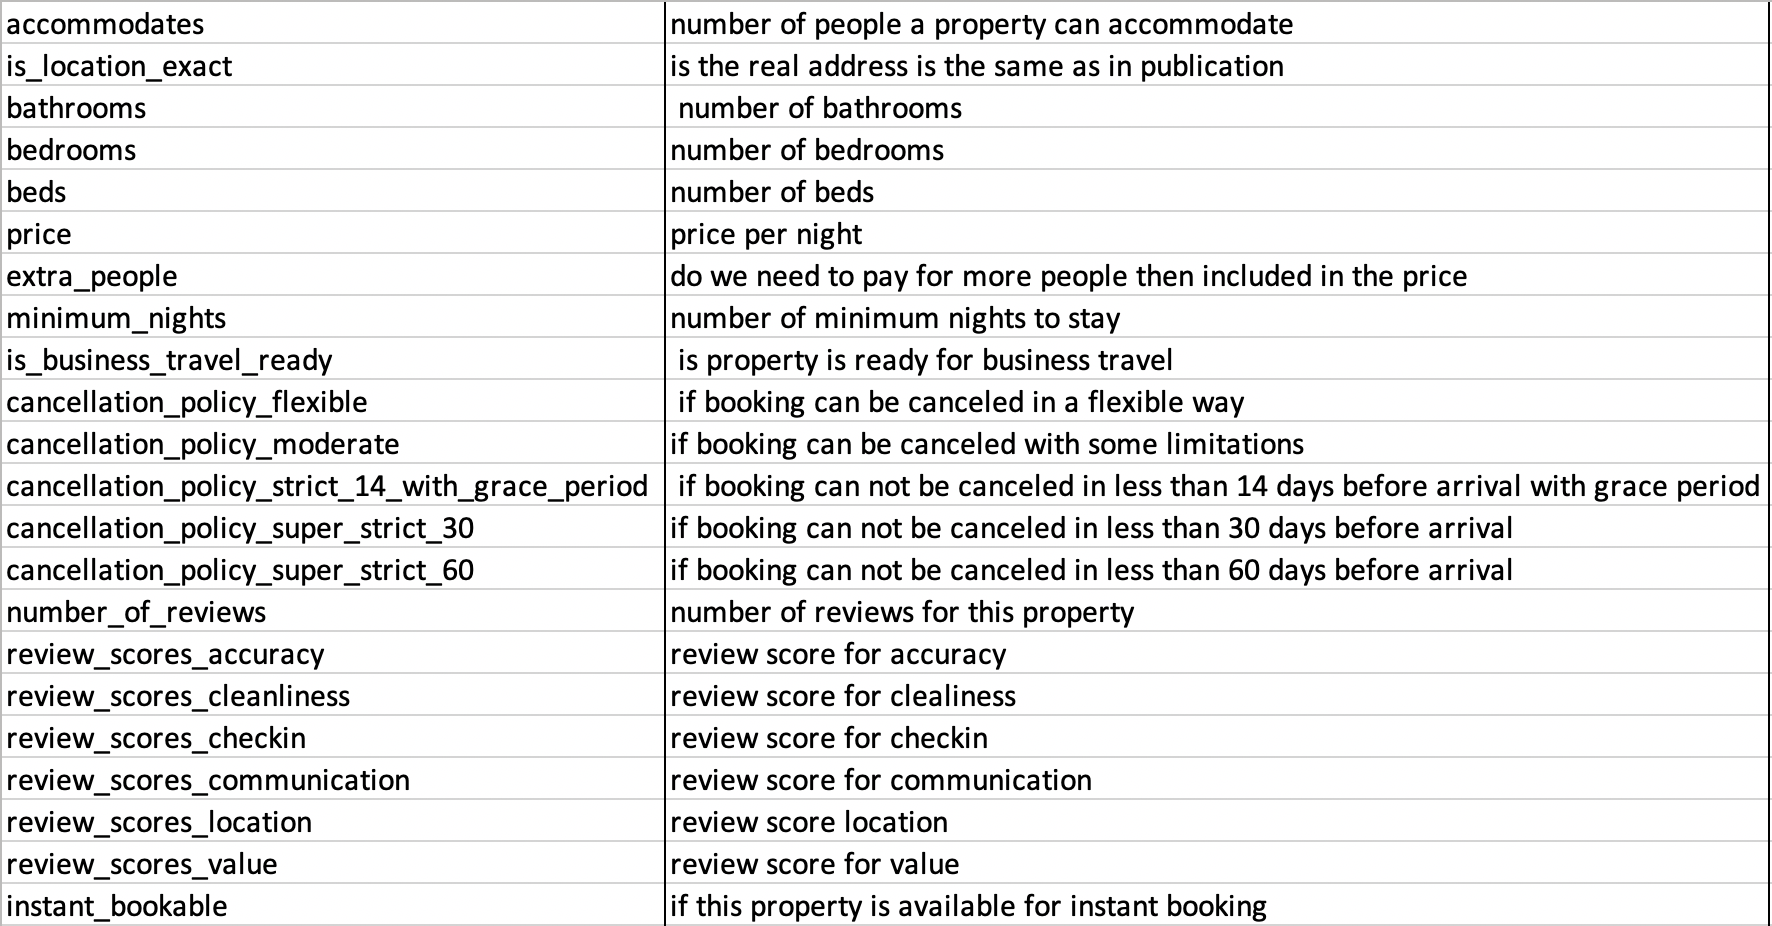 accommodates number of people a property can accommodate
is_location_exact is the real address is the same as in publication
bathrooms number of bathrooms
bedrooms number of bedrooms
beds number of beds
price price per night
extra_people do we need to pay for more people then included in the price
minimum_nights number of minimum nights to stay
is_business_travel_ready is property is ready for business travel
cancellation_policy_flexible if booking can be canceled in a flexible way
cancellation_policy_moderate if booking can be canceled with some limitations
cancellation_policy_strict_14_with_grace_period if booking can not be canceled in less than 14 days before arrival with grace period
cancellation_policy_super_strict_30 if booking can not be canceled in less than 30 days before arrival
cancellation_policy_super_strict_60 if booking can not be canceled in less than 60 days before arrival
number_of_reviews number of reviews for this property
review_scores_accuracy review score for accuracy
review_scores_cleanliness review score for clealiness
review_scores_checkin review score for checkin
review_scores_communication review score for communication
review_scores_location review score location
review_scores_value review score for value
instant_bookable if this property is available for instant booking